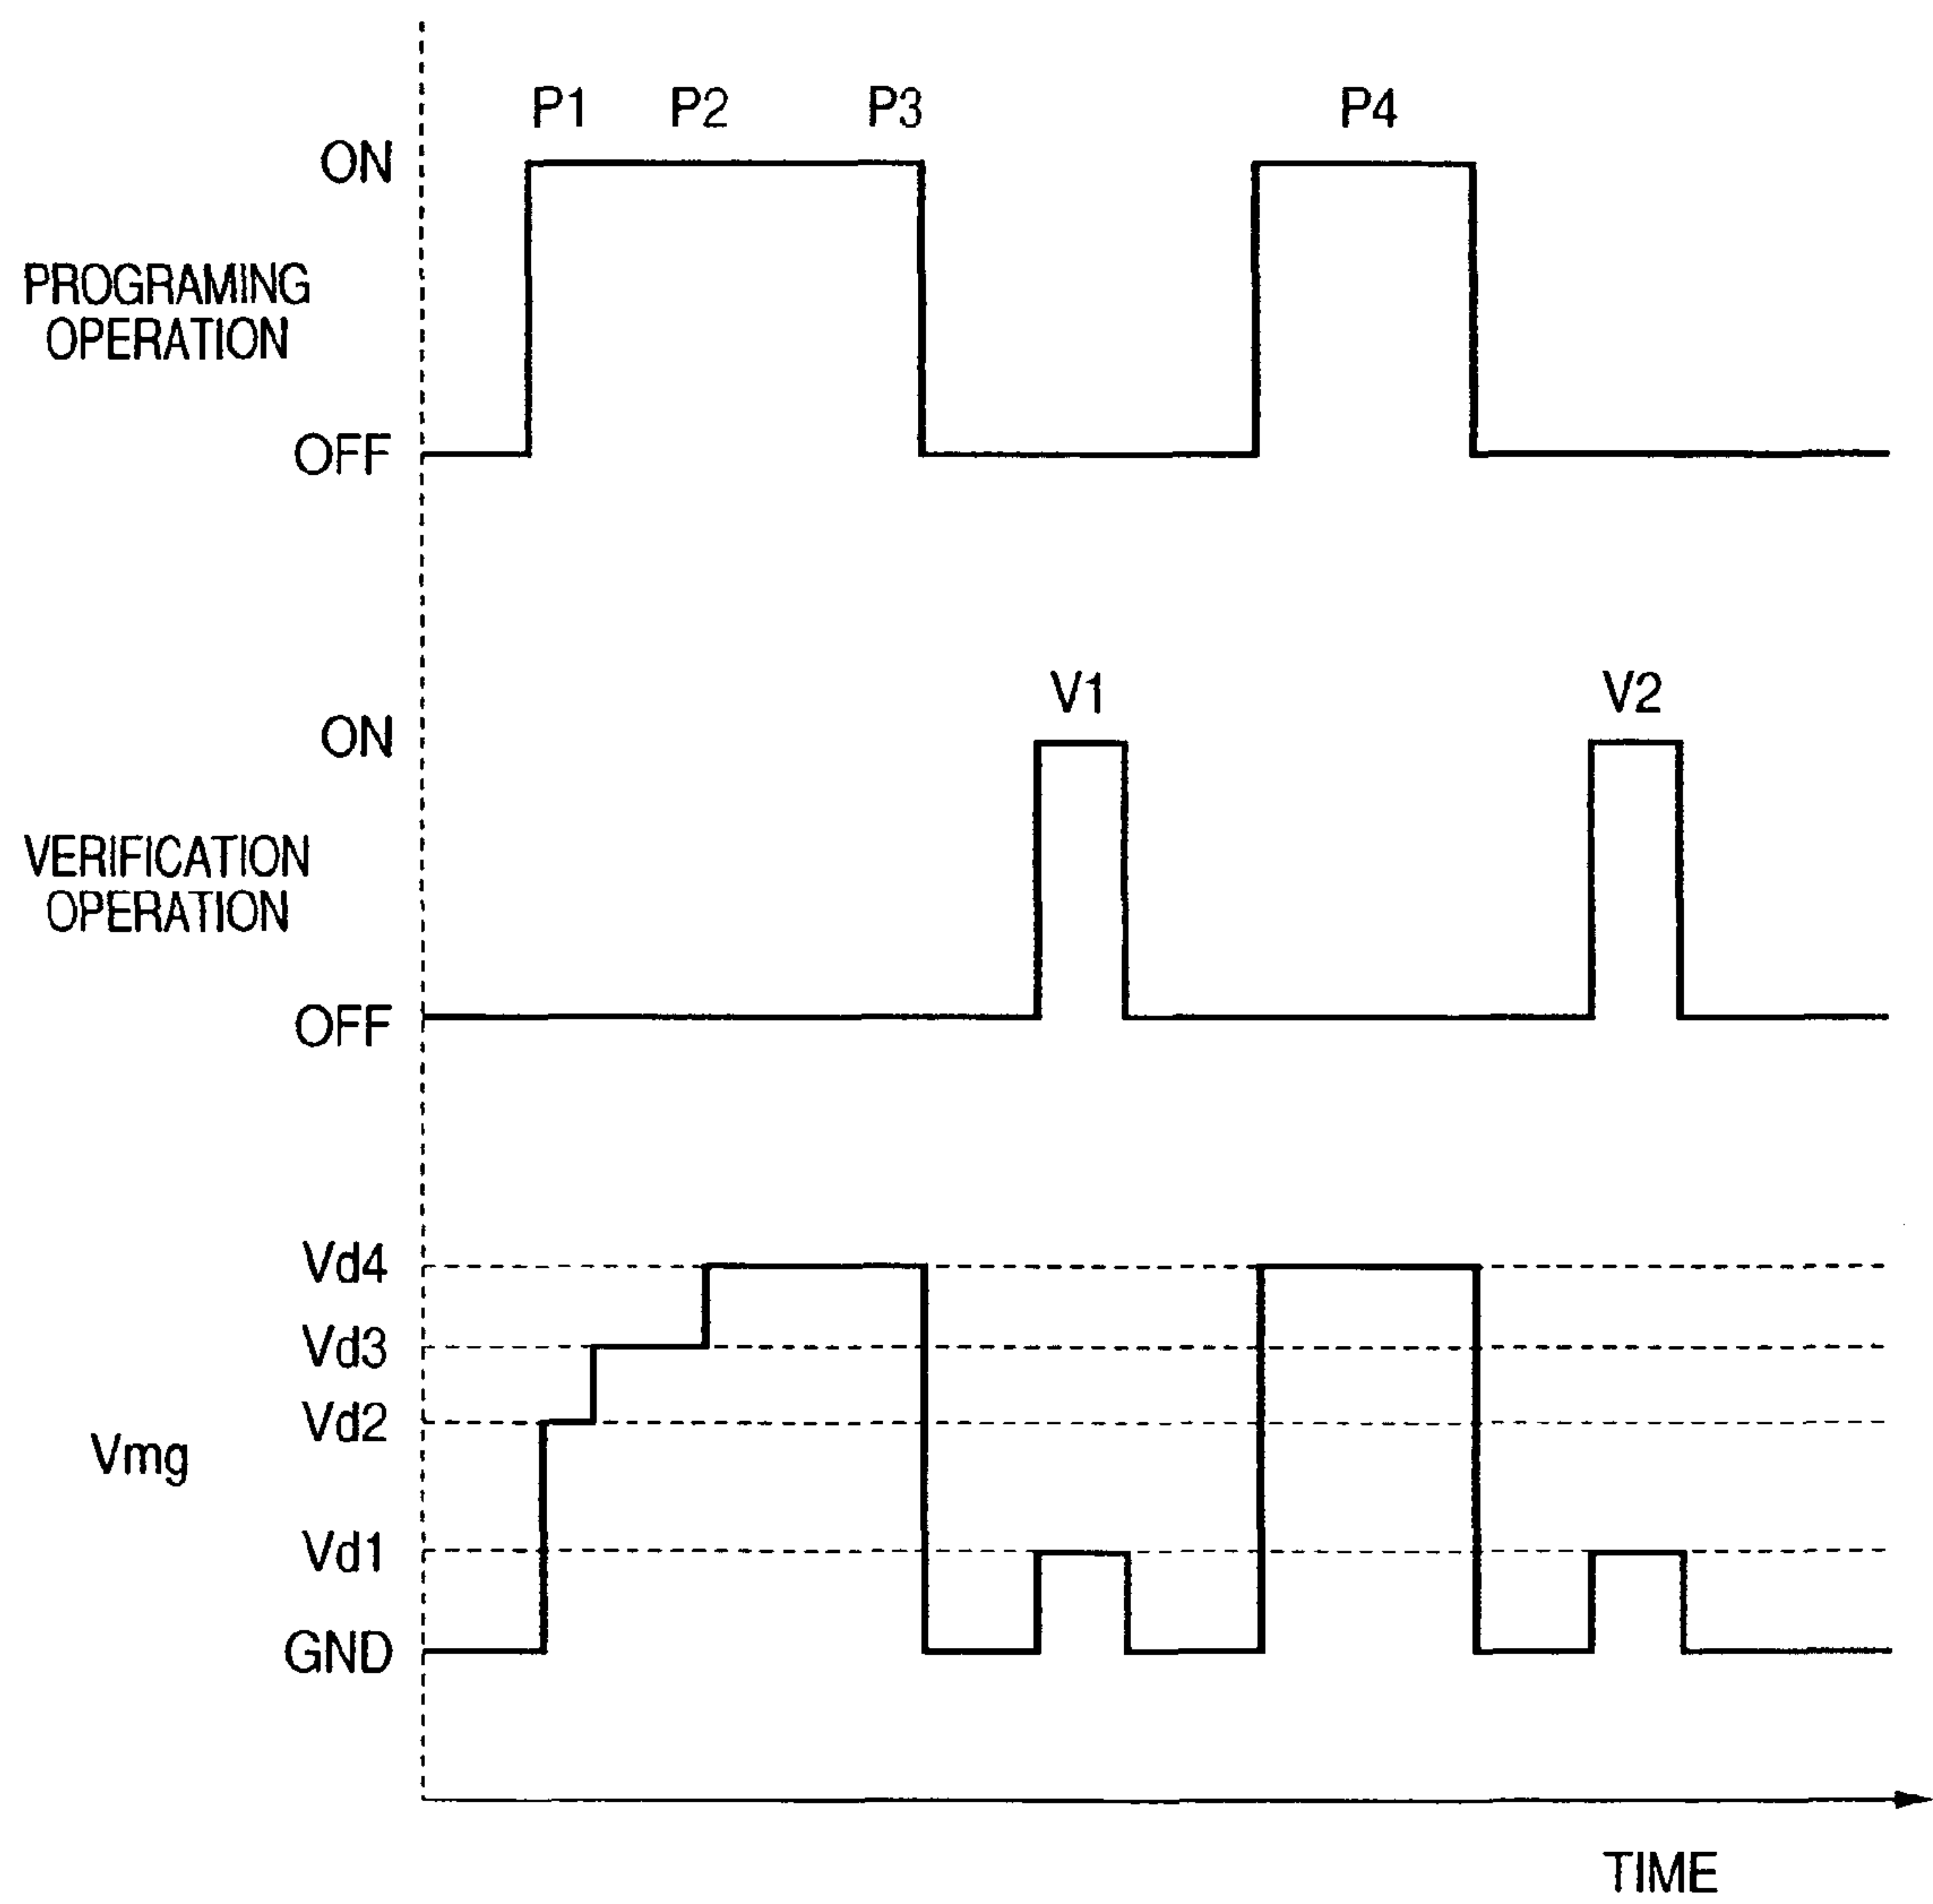 P1 P2 P3 P4
ON
PROGRAMING
OPERATION
OFF
V1 V2
ON
VERIFICATION
OPERATION
OFF
Vd4
Vd3
Vd2
Vmg
Vd1
GND
TIME